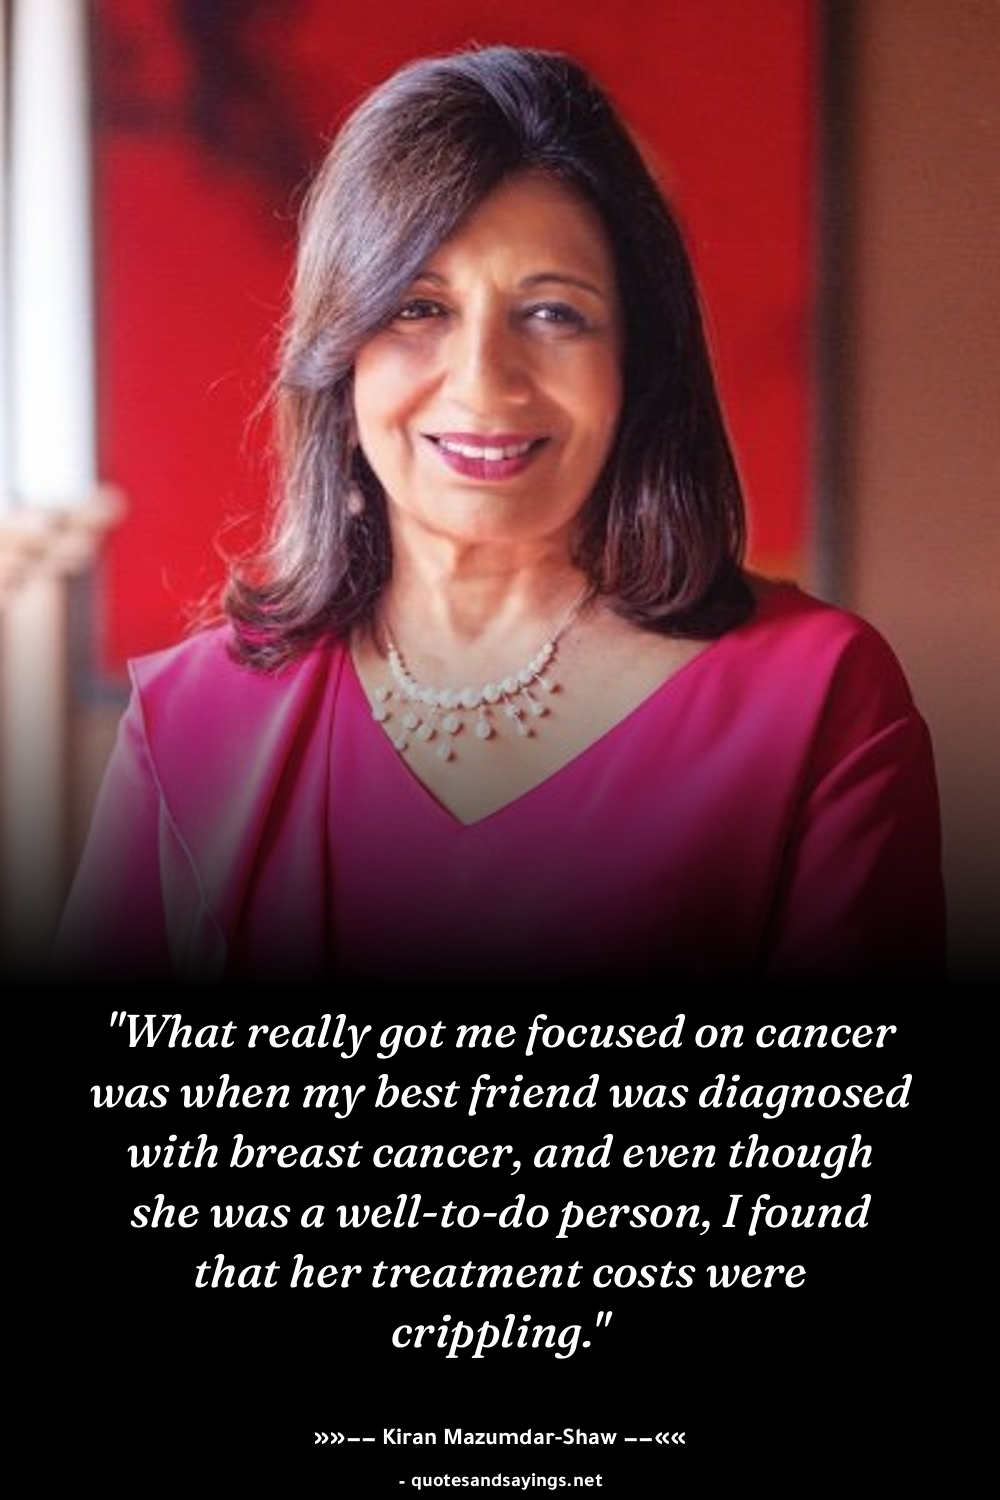 "What really got me focused on cancer
was when my best friend was diagnosed
with breast cancer, and even though
she was a well-to-do person, I found
that her treatment costs were
crippling."
»»–– Kiran Mazumdar-Shaw ––««
- quotesandsayings.net